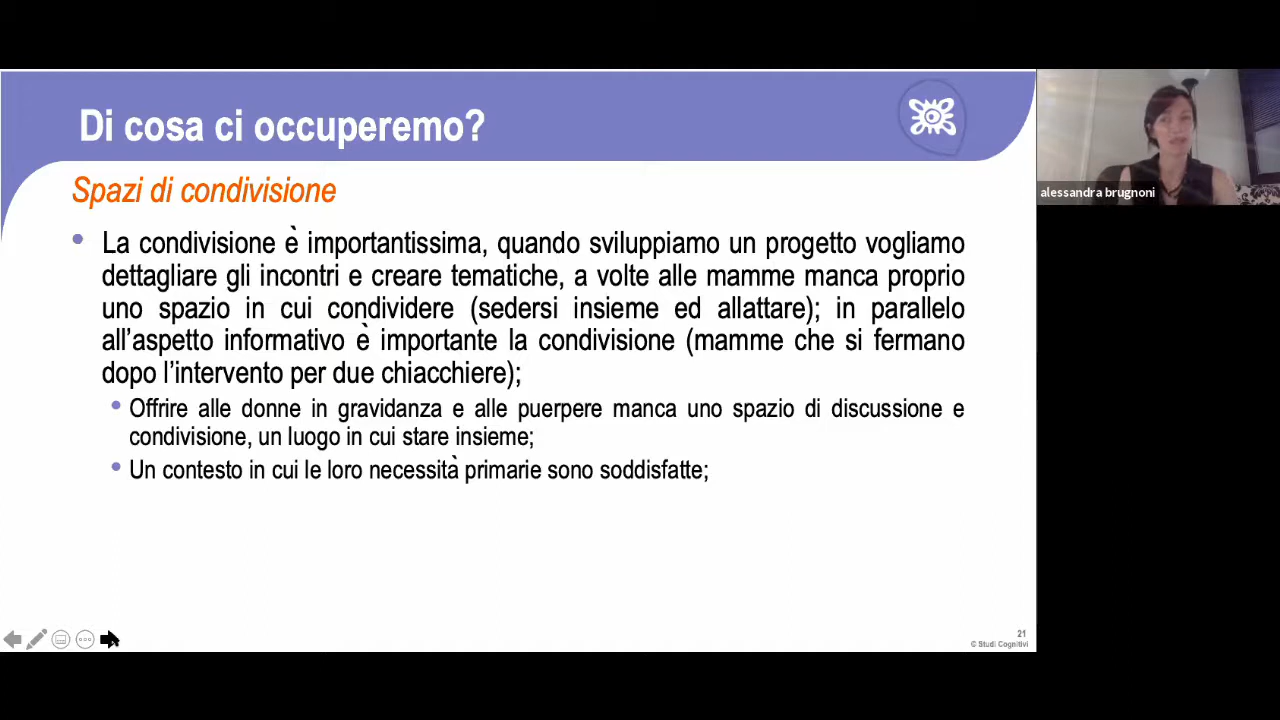 Di cosa ci occuperemo?
Spazi di condivisione
La condivisione è importantissima, quando sviluppiamo un progetto vogliamo
dettagliare gli incontri e creare tematiche, a volte alle mamme manca proprio
uno spazio in cui condividere (sedersi insieme ed allattare); in parallelo
all’aspetto informativo è importante la condivisione (mamme che si fermano
dopo l’intervento per due chiacchiere);
Offrire alle donne in gravidanza e alle puerpere manca uno spazio di discussione e
condivisione, un luogo in cui stare insieme;
Un contesto in cui le loro necessità primarie sono soddisfatte;
21
© Studi Cognitivi
alessandra brugnoni